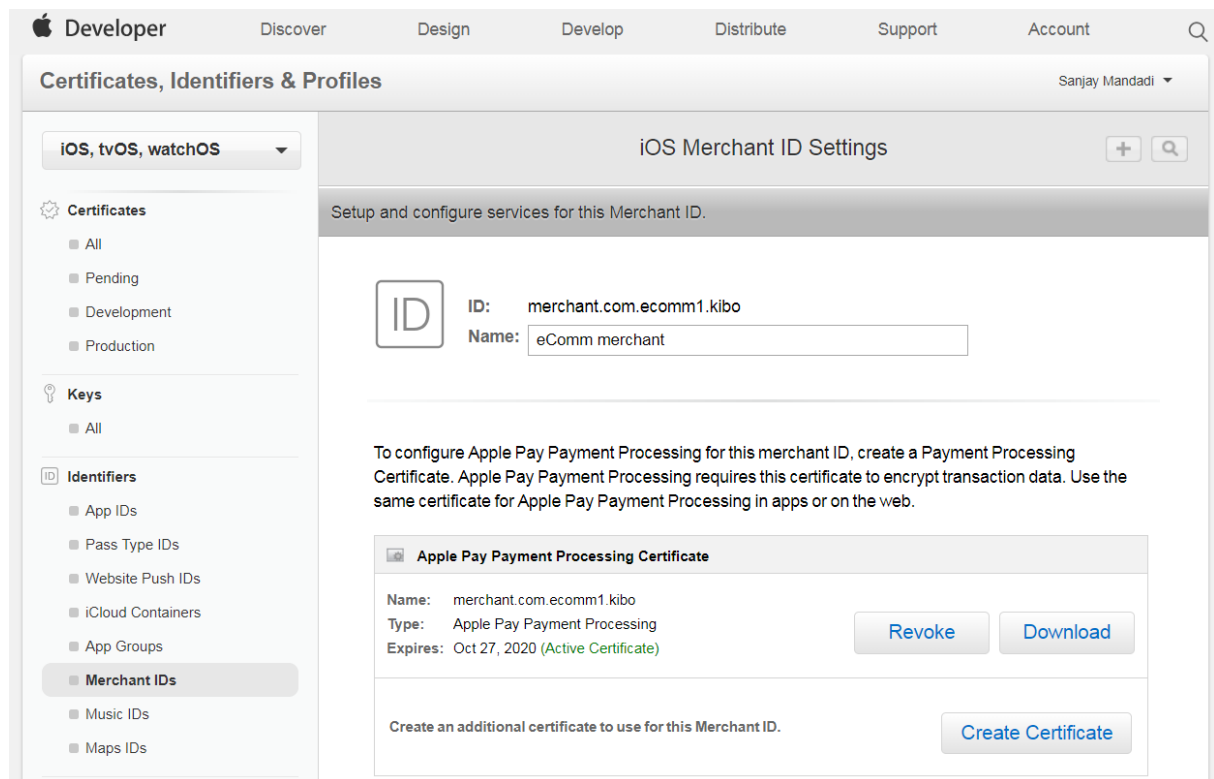 Developer Discover Design Develop Distribute Support Account
Certificates, Identifiers & Profiles Sanjay Mandadi
iOS, tvOS, watchOS
Certificates
All
Pending
Development
Production
Keys
All
ID Identifiers
App IDs
Pass Type IDs
Website Push IDs
iCloud Containers
App Groups
Merchant IDs
Music IDs
Maps IDs
iOS Merchant ID Settings
Setup and configure services for this Merchant ID.
ID
ID: merchant.com.ecomm1.kibo
Name: eComm merchant
To configure Apple Pay Payment Processing for this merchant ID, create a Payment Processing
Certificate. Apple Pay Payment Processing requires this certificate to encrypt transaction data. Use the
same certificate for Apple Pay Payment Processing in apps or on the web.
Apple Pay Payment Processing Certificate
Name: merchant.com.ecomm1.kibo
Type: Apple Pay Payment Processing
Expires: Oct 27, 2020 (Active Certificate)
Revoke Download
Create an additional certificate to use for this Merchant ID.
Create Certificate